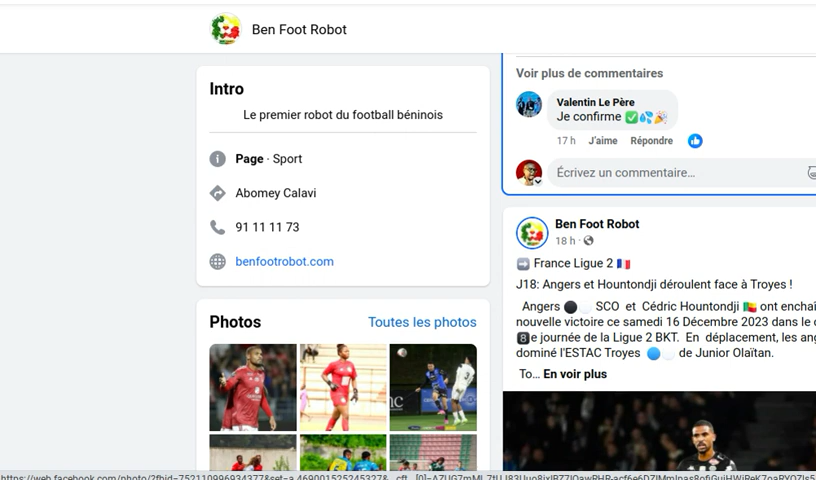 Ben Foot Robot
Intro
Le premier robot du football béninois
Page · Sport
Abomey Calavi
91 11 11 73
benfootrobot.com
Photos
Toutes les photos
Voir plus de commentaires
Valentin Le Père
Je confirme ✅💦🎉
17 h J'aime Répondre
Écrivez un commentaire…
Ben Foot Robot
18 h ·
➡️ France Ligue 2 🇫🇷
J18: Angers et Hountondji déroulent face à Troyes !
Angers ⚫⚪ SCO et Cédric Hountondji 🇧🇯 ont enchaî
nouvelle victoire ce samedi 16 Décembre 2023 dans le
8️⃣e journée de la Ligue 2 BKT. En déplacement, les ang
dominé l'ESTAC Troyes 🔵⚪ de Junior Olaïtan.
To… En voir plus